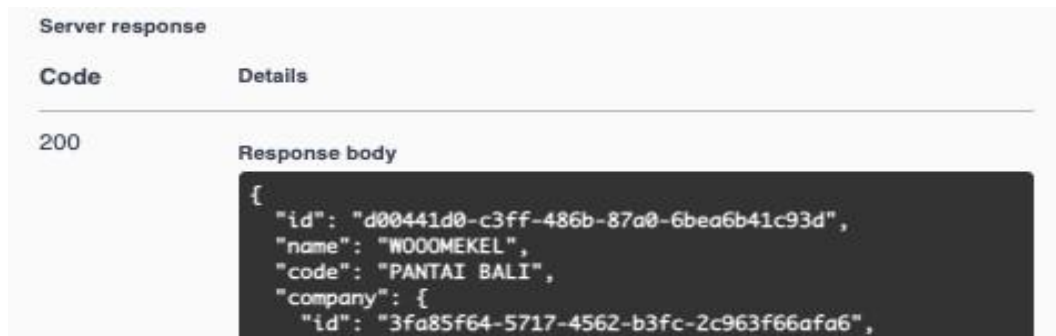 Server response
Code Details
200
Response body
{
"id": "d00441d0-c3ff-486b-87a0-6bea6b41c93d",
"name": "WOOOMEKEL",
"code": "PANTAI BALI",
"company": {
"id": "3fa85f64-5717-4562-b3fc-2c963f66afa6",